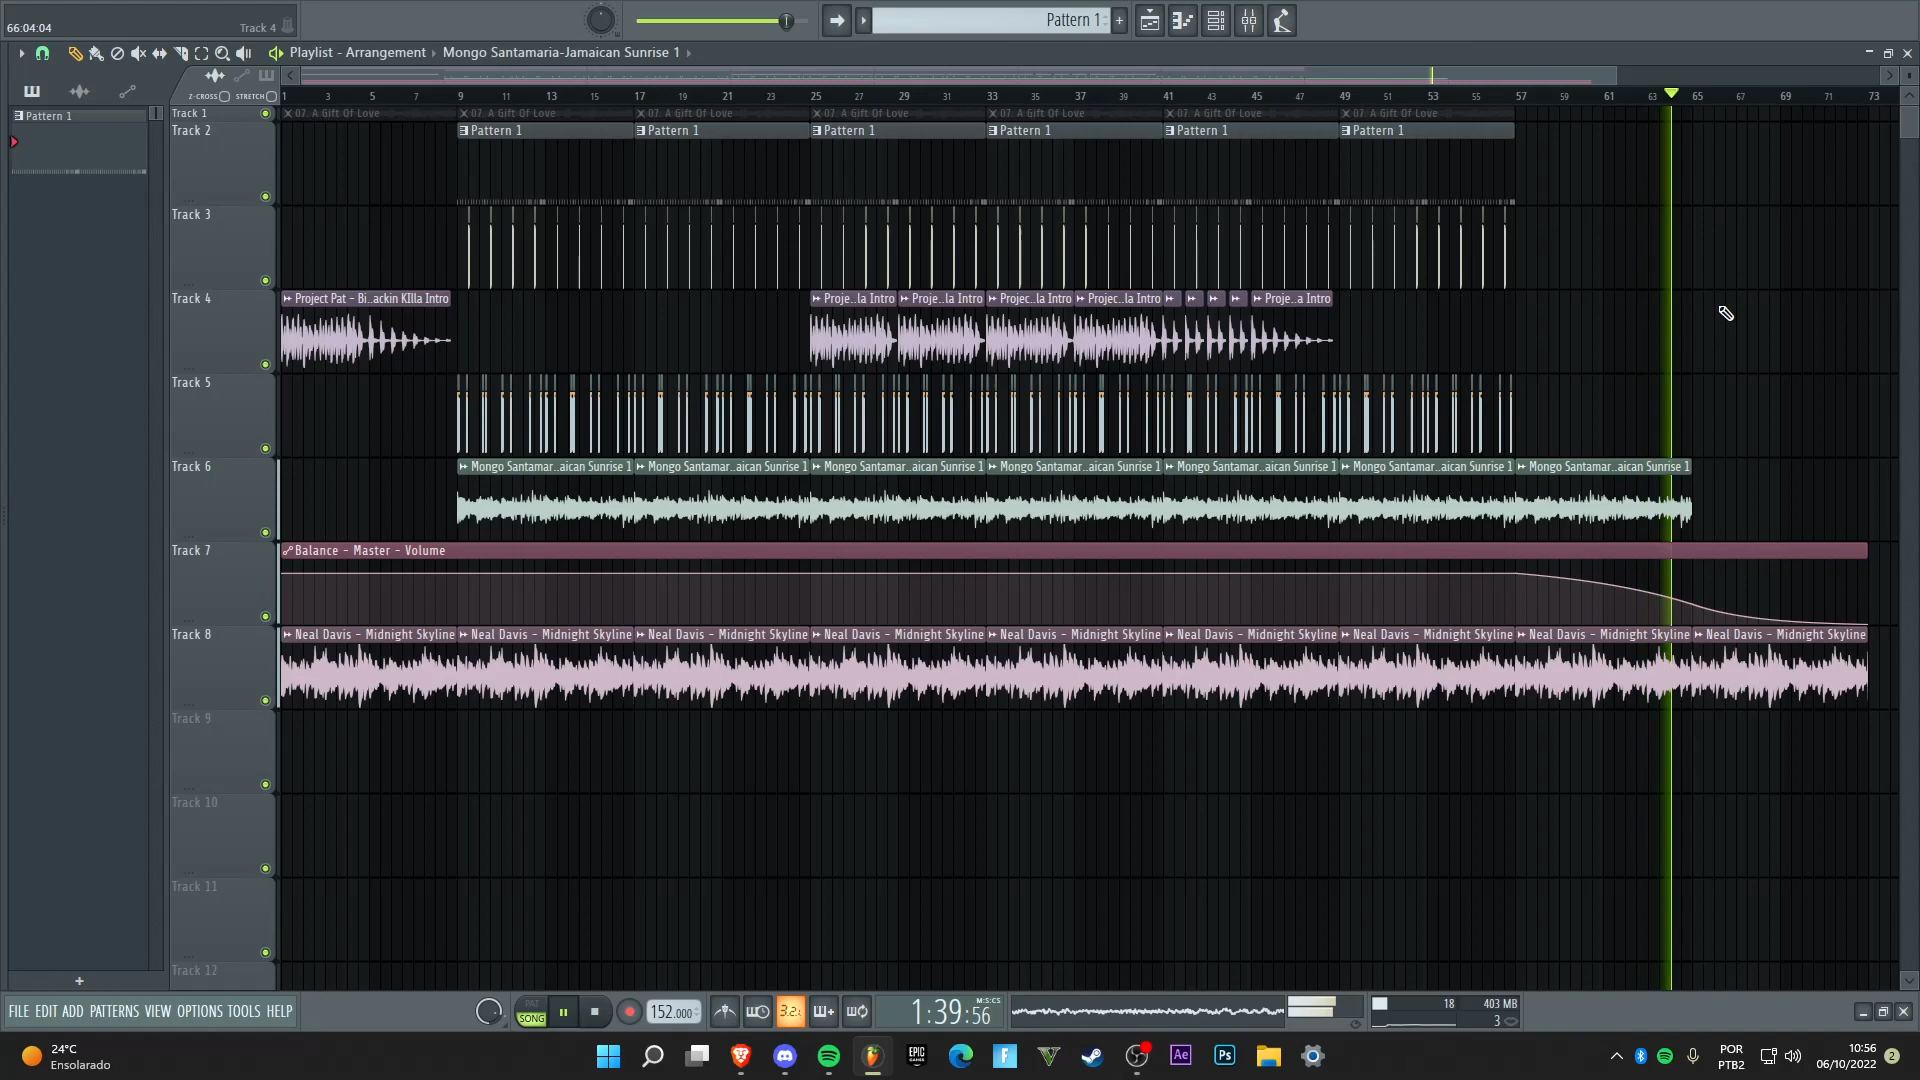 66:04:04
Track 4
Pattern 1
+
Playlist - Arrangement › Mongo Santamaria-Jamaican Sunrise 1 ›
Z-CROSS STRETCH
1 3 5 7 9 11 13 15 17 19 21 23 25 27 29 31 33 35 37 39 41 43 45 47 49 51 53 55 57 59 61 63 65 67 69 71 73
Pattern 1
Track 1 07. A Gift Of Love 07. A Gift Of Love 07. A Gift Of Love 07. A Gift Of Love 07. A Gift Of Love 07. A Gift Of Love 07. A Gift Of Love
Track 2 Pattern 1 Pattern 1 Pattern 1 Pattern 1 Pattern 1 Pattern 1
Track 3
Track 4 Project Pat - Bi..ackin KIlla Intro Proje..la Intro Proje..la Intro Projec..la Intro Projec..la Intro Proje..a Intro
Track 5
Track 6 Mongo Santamar..aican Sunrise 1 Mongo Santamar..aican Sunrise 1 Mongo Santamar..aican Sunrise 1 Mongo Santamar..aican Sunrise 1 Mongo Santamar..aican Sunrise 1 Mongo Santamar..aican Sunrise 1 Mongo Santamar..aican Sunrise 1
Track 7 Balance - Master - Volume
Track 8 Neal Davis - Midnight Skyline Neal Davis - Midnight Skyline Neal Davis - Midnight Skyline Neal Davis - Midnight Skyline Neal Davis - Midnight Skyline Neal Davis - Midnight Skyline Neal Davis - Midnight Skyline Neal Davis - Midnight Skyline Neal Davis - Midnight Skyline
Track 9
Track 10
Track 11
Track 12
+
FILE EDIT ADD PATTERNS VIEW OPTIONS TOOLS HELP
PAT
SONG
152.000
3.2.
1:39:56
M:S:CS
18 403 MB
3
24°C
Ensolarado
EPIC GAMES
Ae
Ps
POR
PTB2
10:56
06/10/2022
2